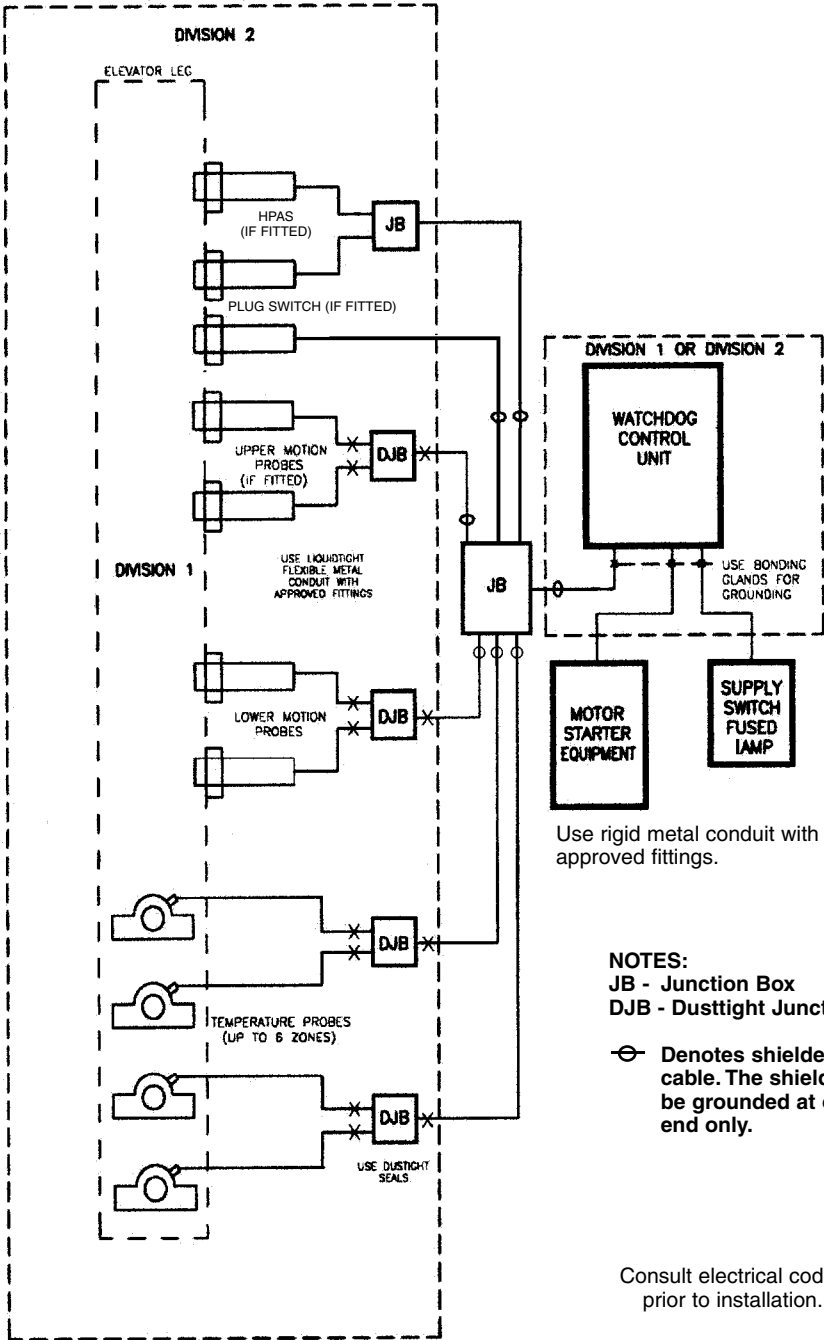 DIVISION 2
ELEVATOR LEG
HPAS
(IF FITTED)
JB
PLUG SWITCH (IF FITTED)
UPPER MOTION
PROBES
(IF FITTED)
DJB
DIVISION 1
USE LIQUIDTIGHT
FLEXIBLE METAL
CONDUIT WITH
APPROVED FITTINGS
LOWER MOTION
PROBES
DJB
DJB
TEMPERATURE PROBES
(UP TO 6 ZONES)
DJB
USE DUSTIGHT
SEALS
JB
DIVISION 1 OR DIVISION 2
WATCHDOG
CONTROL
UNIT
USE BONDING
GLANDS FOR
GROUNDING
MOTOR
STARTER
EQUIPMENT
SUPPLY
SWITCH
FUSED
LAMP
Use rigid metal conduit with
approved fittings.
NOTES:
JB - Junction Box
DJB - Dusttight Junct
Denotes shielde
cable. The shield
be grounded at
end only.
Consult electrical cod
prior to installation.